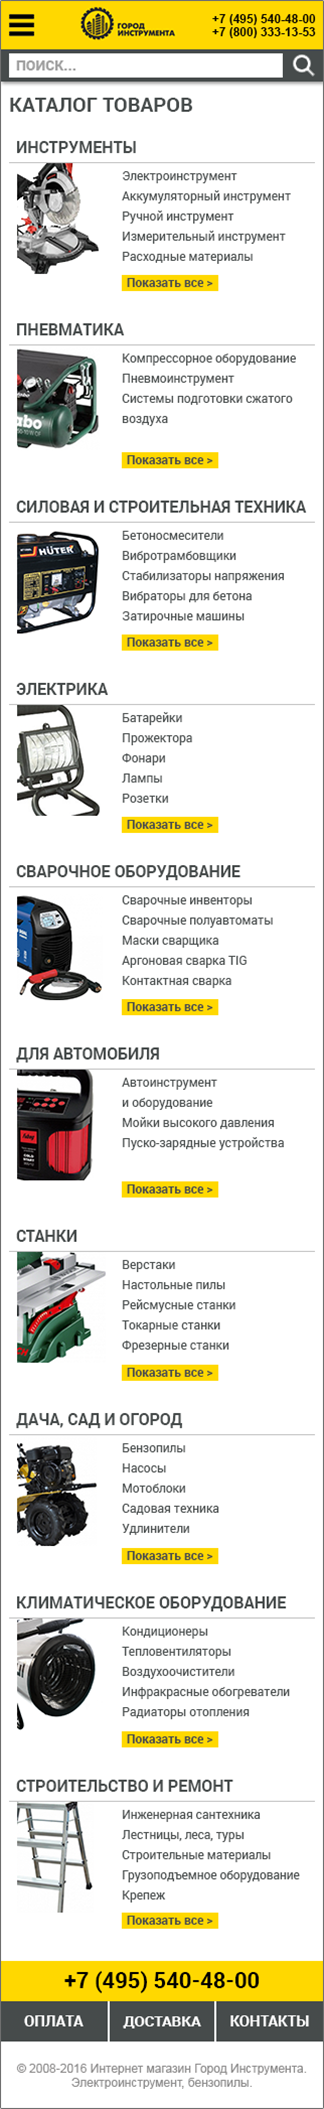 ГОРОД
ИНСТРУМЕНТА
+7 (495) 540-48-00
+7 (800) 333-13-53
ПОИСК...
КАТАЛОГ ТОВАРОВ
ИНСТРУМЕНТЫ
Электроинструмент
Аккумуляторный инструмент
Ручной инструмент
Измерительный инструмент
Расходные материалы
Показать все >
ПНЕВМАТИКА
Компрессорное оборудование
Пневмоинструмент
Системы подготовки сжатого
воздуха
abo
Показать все >
СИЛОВАЯ И СТРОИТЕЛЬНАЯ ТЕХНИКА
HÜTER
Бетоносмесители
Вибротрамбовщики
Стабилизаторы напряжения
Вибраторы для бетона
Затирочные машины
Показать все >
ЭЛЕКТРИКА
Батарейки
Прожектора
Фонари
Лампы
Розетки
Показать все >
СВАРОЧНОЕ ОБОРУДОВАНИЕ
Сварочные инвенторы
Сварочные полуавтоматы
Маски сварщика
Аргоновая сварка TIG
Контактная сварка
Показать все >
ДЛЯ АВТОМОБИЛЯ
Автоинструмент
и оборудование
Мойки высокого давления
Пуско-зарядные устройства
Показать все >
СТАНКИ
Верстаки
Настольные пилы
Рейсмусные станки
Токарные станки
Фрезерные станки
Показать все >
ДАЧА, САД И ОГОРОД
Бензопилы
Насосы
Мотоблоки
Садовая техника
Удлинители
Показать все >
КЛИМАТИЧЕСКОЕ ОБОРУДОВАНИЕ
Кондиционеры
Тепловентиляторы
Воздухоочистители
Инфракрасные обогреватели
Радиаторы отопления
Показать все >
СТРОИТЕЛЬСТВО И РЕМОНТ
Инженерная сантехника
Лестницы, леса, туры
Строительные материалы
Грузоподъемное оборудование
Крепеж
Показать все >
+7 (495) 540-48-00
ОПЛАТА
ДОСТАВКА
КОНТАКТЫ
© 2008-2016 Интернет магазин Город Инструмента.
Электроинструмент, бензопилы.